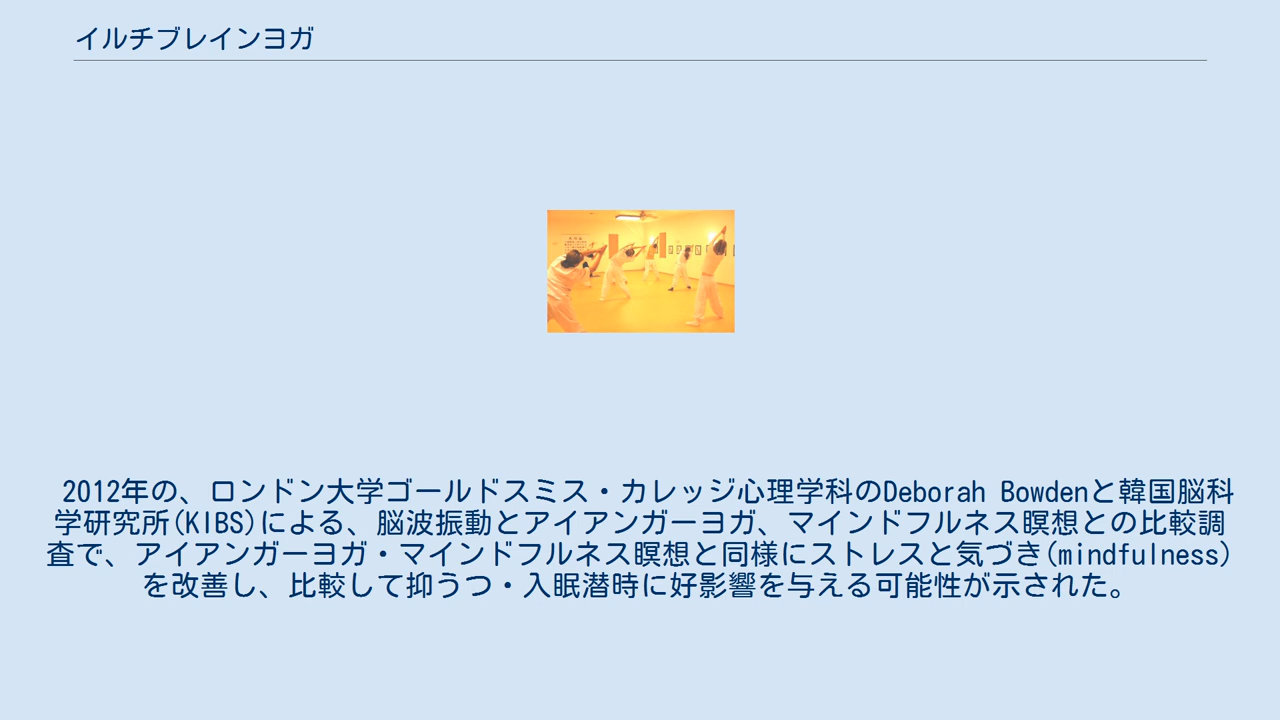 イルチブレインヨガ
2012年の、ロンドン大学ゴールドスミス・カレッジ心理学科のDeborah Bowdenと韓国脳科
学研究所(KIBS)による、脳波振動とアイアンガーヨガ、マインドフルネス瞑想との比較調
査で、アイアンガーヨガ・マインドフルネス瞑想と同様にストレスと気づき(mindfulness)
を改善し、比較して抑うつ・入眠潜時に好影響を与える可能性が示された。